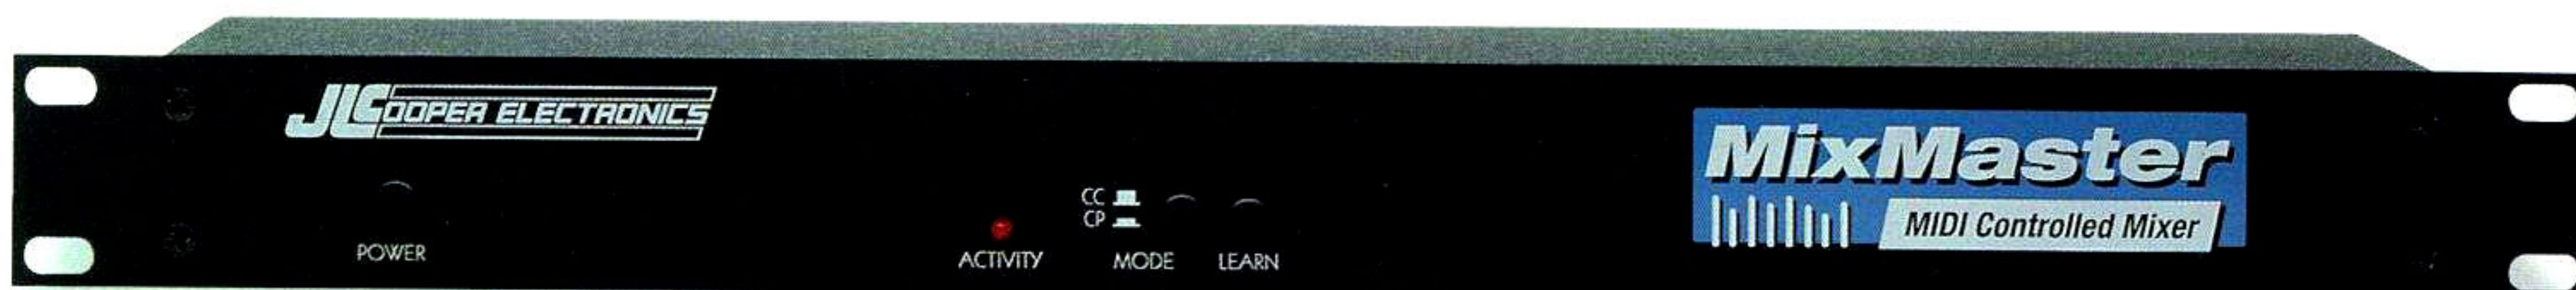 JLCOOPER ELECTRONICS
POWER
ACTIVITY
CC
CP
MODE
LEARN
MixMaster
MIDI Controlled Mixer